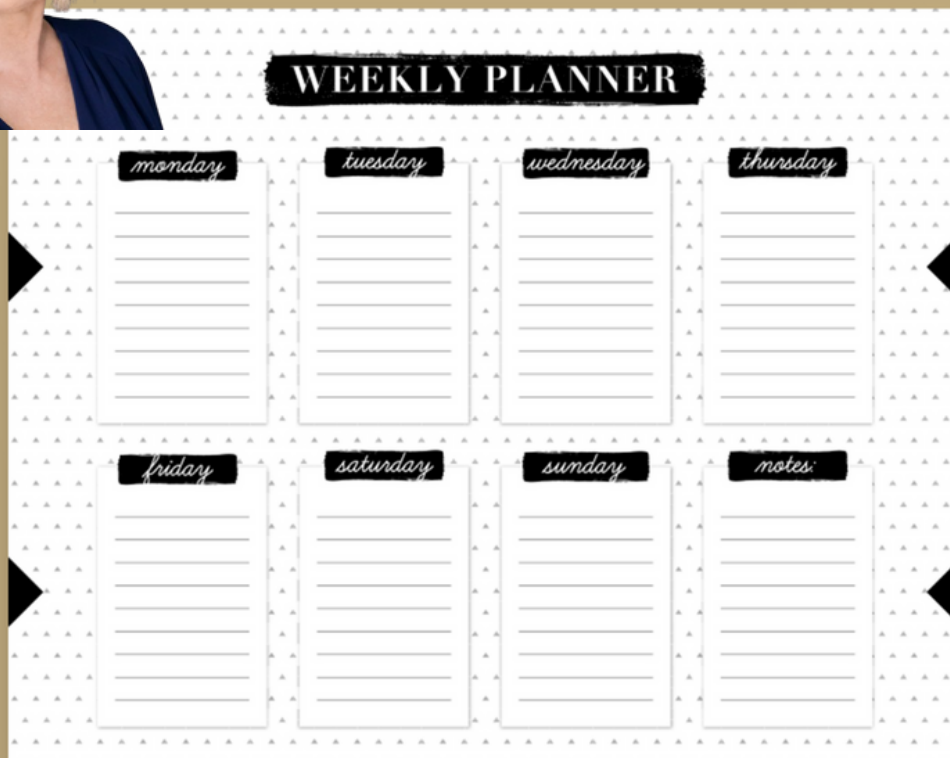 WEEKLY PLANNER
monday
tuesday
wednesday
thursday
friday
saturday
sunday
notes: